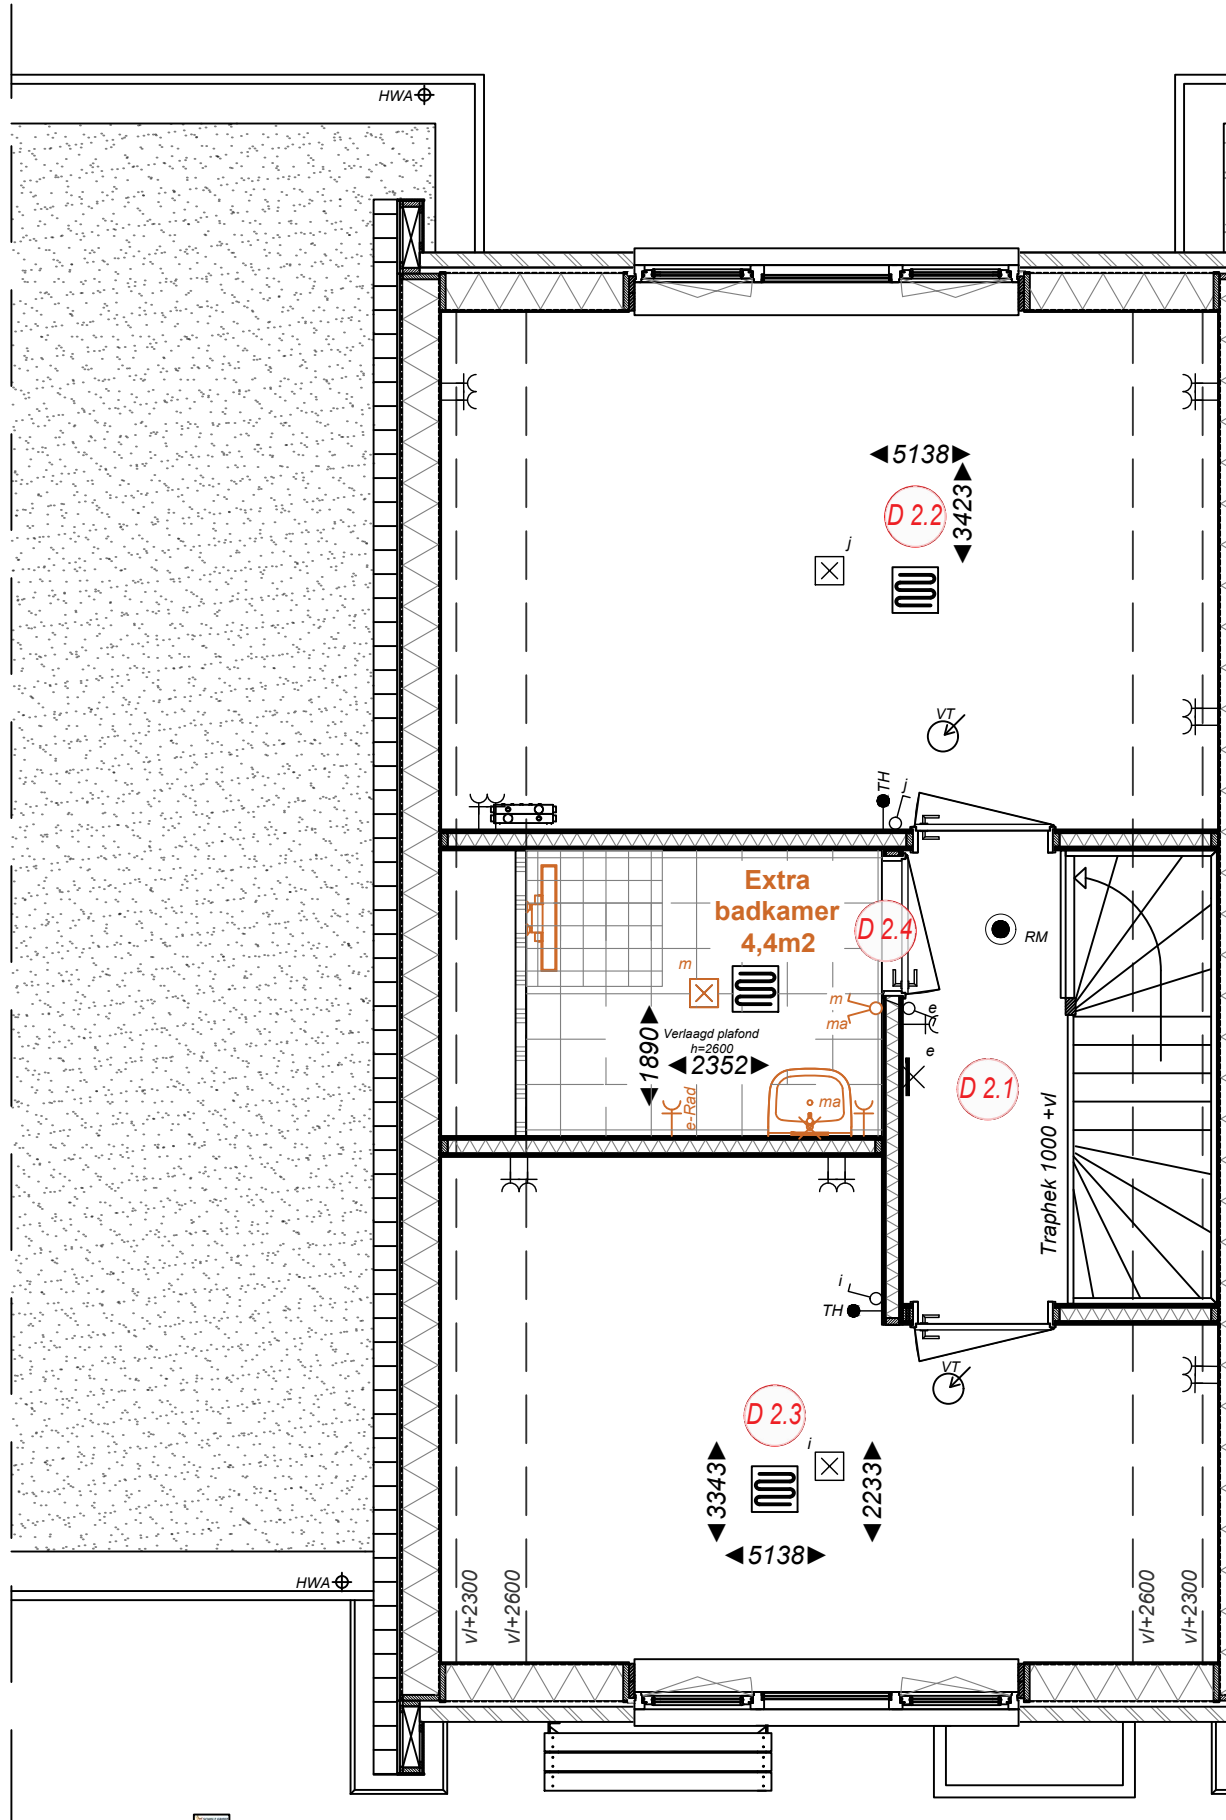 HWA
5138
D 2.2
3423
j
VT
TH
j
Extra
badkamer
4,4m2
D 2.4
RM
m
m
ma
e
e
Verlaagd plafond
h=2600
1890
2352
e-Rad
ma
D 2.1
Traphek 1000 +vl
i
TH
VT
D 2.3
i
3343
2233
5138
HWA
vl+2300
vl+2600
vl+2600
vl+2300